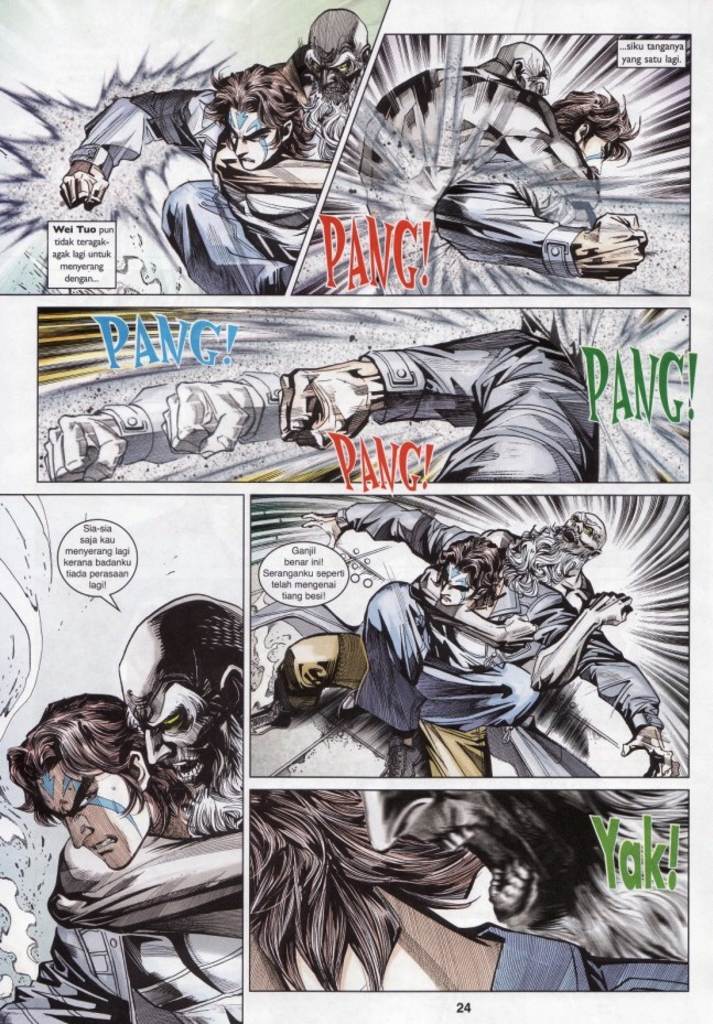 Wei Tuo pun
tidak teragak-
agak lagi untuk
menyerang
dengan...
...siku tanganya
yang satu lagi.
PANG!
PANG!
PANG!
PANG!
Sia-sia
saja kau
menyerang lagi
kerana badanku
tiada perasaan
lagi!
Ganjil
benar ini!
Seranganku seperti
telah mengenai
tiang besi!
Yak!
24